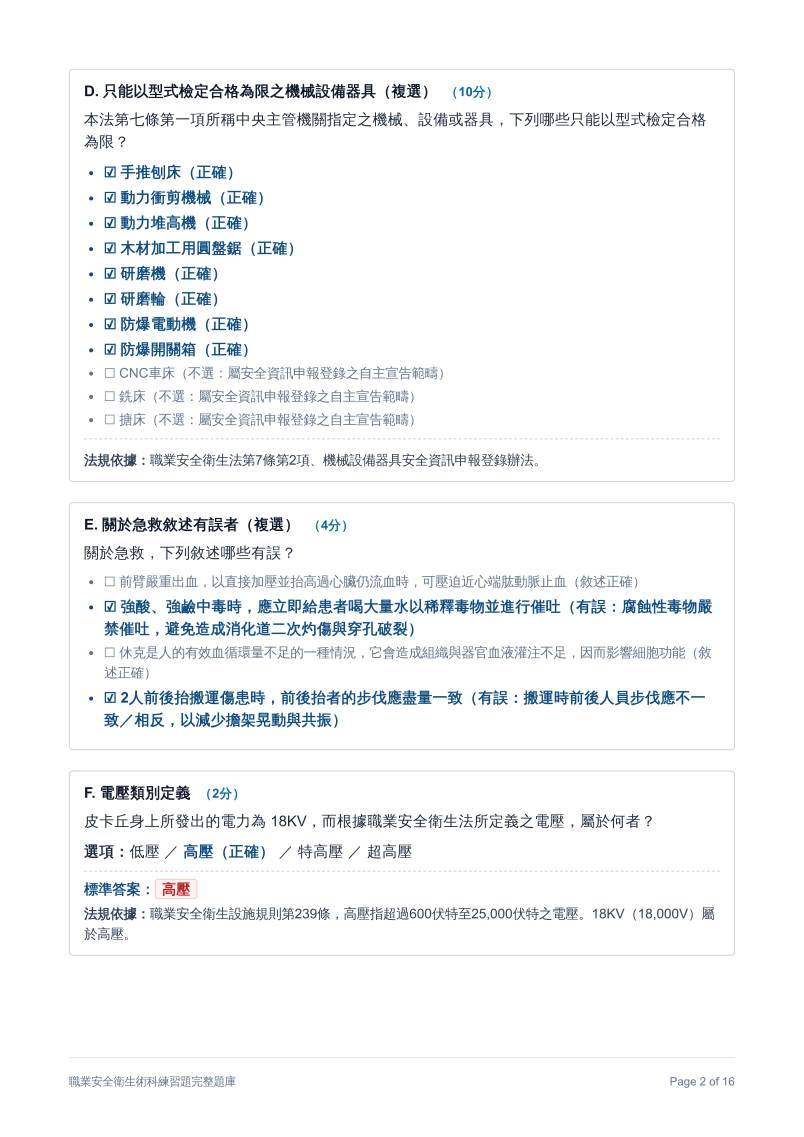 D. 只能以型式檢定合格為限之機械設備器具（複選） （10分）
本法第七條第一項所稱中央主管機關指定之機械、設備或器具，下列哪些只能以型式檢定合格
為限？
• ☑ 手推刨床（正確）
• ☑ 動力衝剪機械（正確）
• ☑ 動力堆高機（正確）
• ☑ 木材加工用圓盤鋸（正確）
• ☑ 研磨機（正確）
• ☑ 研磨輪（正確）
• ☑ 防爆電動機（正確）
• ☑ 防爆開關箱（正確）
• ☐ CNC車床（不選：屬安全資訊申報登錄之自主宣告範疇）
• ☐ 銑床（不選：屬安全資訊申報登錄之自主宣告範疇）
• ☐ 搪床（不選：屬安全資訊申報登錄之自主宣告範疇）
法規依據：職業安全衛生法第7條第2項、機械設備器具安全資訊申報登錄辦法。
E. 關於急救敘述有誤者（複選） （4分）
關於急救，下列敘述哪些有誤？
• ☐ 前臂嚴重出血，以直接加壓並抬高過心臟仍流血時，可壓迫近心端肱動脈止血（敘述正確）
• ☑ 強酸、強鹼中毒時，應立即給患者喝大量水以稀釋毒物並進行催吐（有誤：腐蝕性毒物嚴
禁催吐，避免造成消化道二次灼傷與穿孔破裂）
• ☐ 休克是人的有效血循環量不足的一種情況，它會造成組織與器官血液灌注不足，因而影響細胞功能（敘
述正確）
• ☑ 2人前後抬搬運傷患時，前後抬者的步伐應盡量一致（有誤：搬運時前後人員步伐應不一
致／相反，以減少擔架晃動與共振）
F. 電壓類別定義 （2分）
皮卡丘身上所發出的電力為 18KV，而根據職業安全衛生法所定義之電壓，屬於何者？
選項：低壓 ／ 高壓（正確） ／ 特高壓 ／ 超高壓
標準答案：高壓
法規依據：職業安全衛生設施規則第239條，高壓指超過600伏特至25,000伏特之電壓。18KV（18,000V）屬
於高壓。
職業安全衛生術科練習題完整題庫
Page 2 of 16